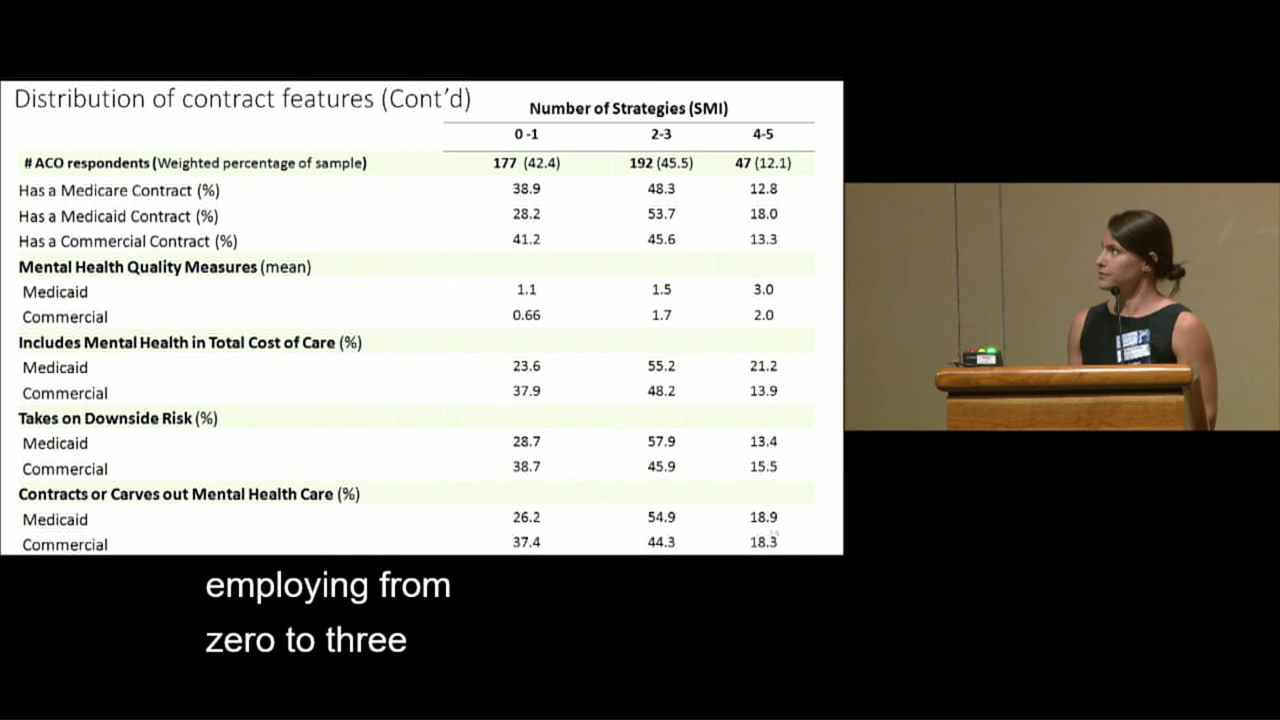 Distribution of contract features (Cont'd)
Number of Strategies (SMI)
0 -1 2-3 4-5
# ACO respondents (Weighted percentage of sample) 177 (42.4) 192 (45.5) 47 (12.1)
Has a Medicare Contract (%) 38.9 48.3 12.8
Has a Medicaid Contract (%) 28.2 53.7 18.0
Has a Commercial Contract (%) 41.2 45.6 13.3
Mental Health Quality Measures (mean)
Medicaid 1.1 1.5 3.0
Commercial 0.66 1.7 2.0
Includes Mental Health in Total Cost of Care (%)
Medicaid 23.6 55.2 21.2
Commercial 37.9 48.2 13.9
Takes on Downside Risk (%)
Medicaid 28.7 57.9 13.4
Commercial 38.7 45.9 15.5
Contracts or Carves out Mental Health Care (%)
Medicaid 26.2 54.9 18.9
Commercial 37.4 44.3 18.3
employing from
zero to three